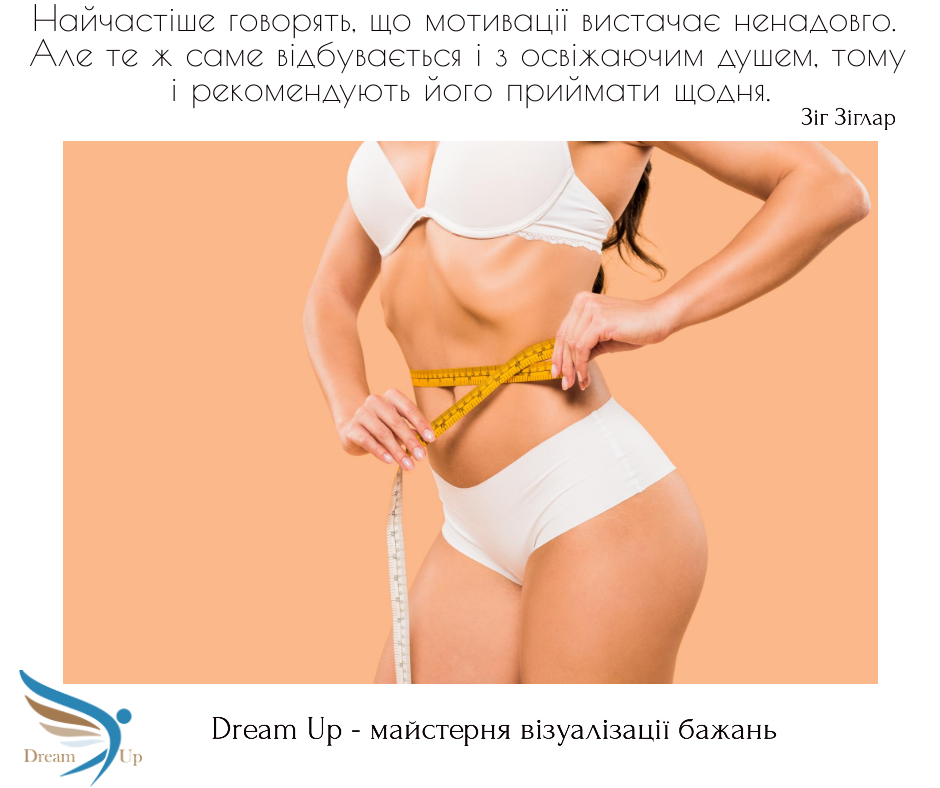 Найчастіше говорять, що мотивації вистачає ненадовго.
Але те ж саме відбувається і з освіжаючим душем, тому
і рекомендують його приймати щодня.
Зіг Зіглар
Dream Up
Dream Up - майстерня візуалізації бажань